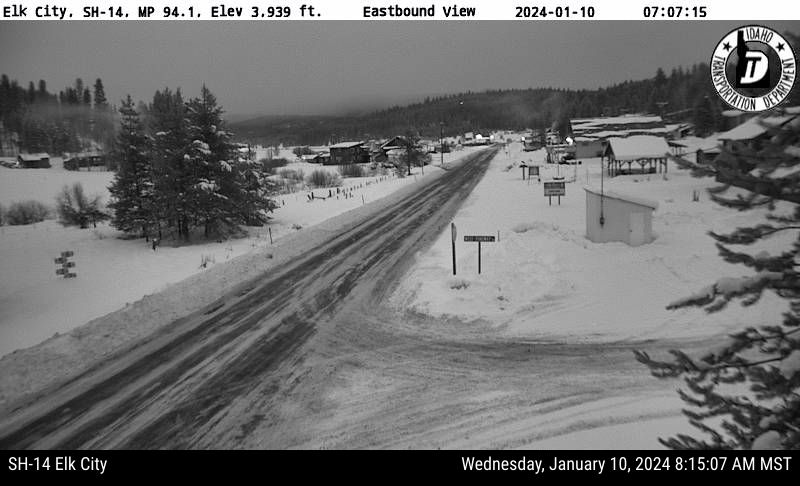 Elk City, SH-14, MP 94.1, Elev 3,939 ft. Eastbound View 2024-01-10 07:07:15
IDAHO
TRANSPORTATION DEPARTMENT
SH-14 Elk City Wednesday, January 10, 2024 8:15:07 AM MST